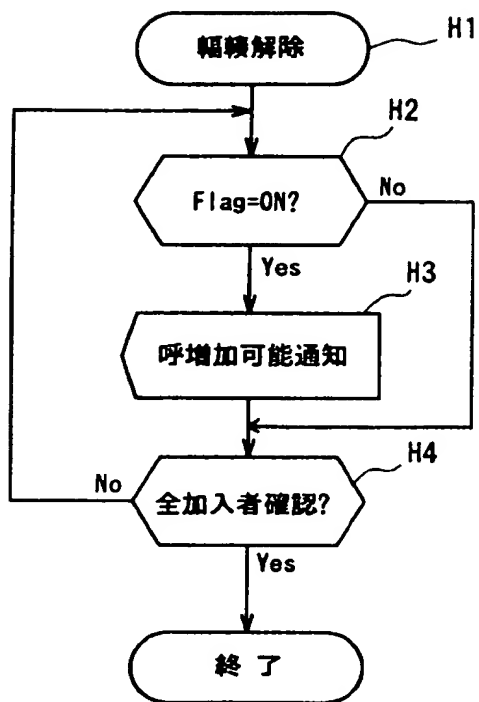 輻輳解除
H1
H2
Flag=ON?
No
Yes
H3
呼増加可能通知
H4
No
全加入者確認?
Yes
終了